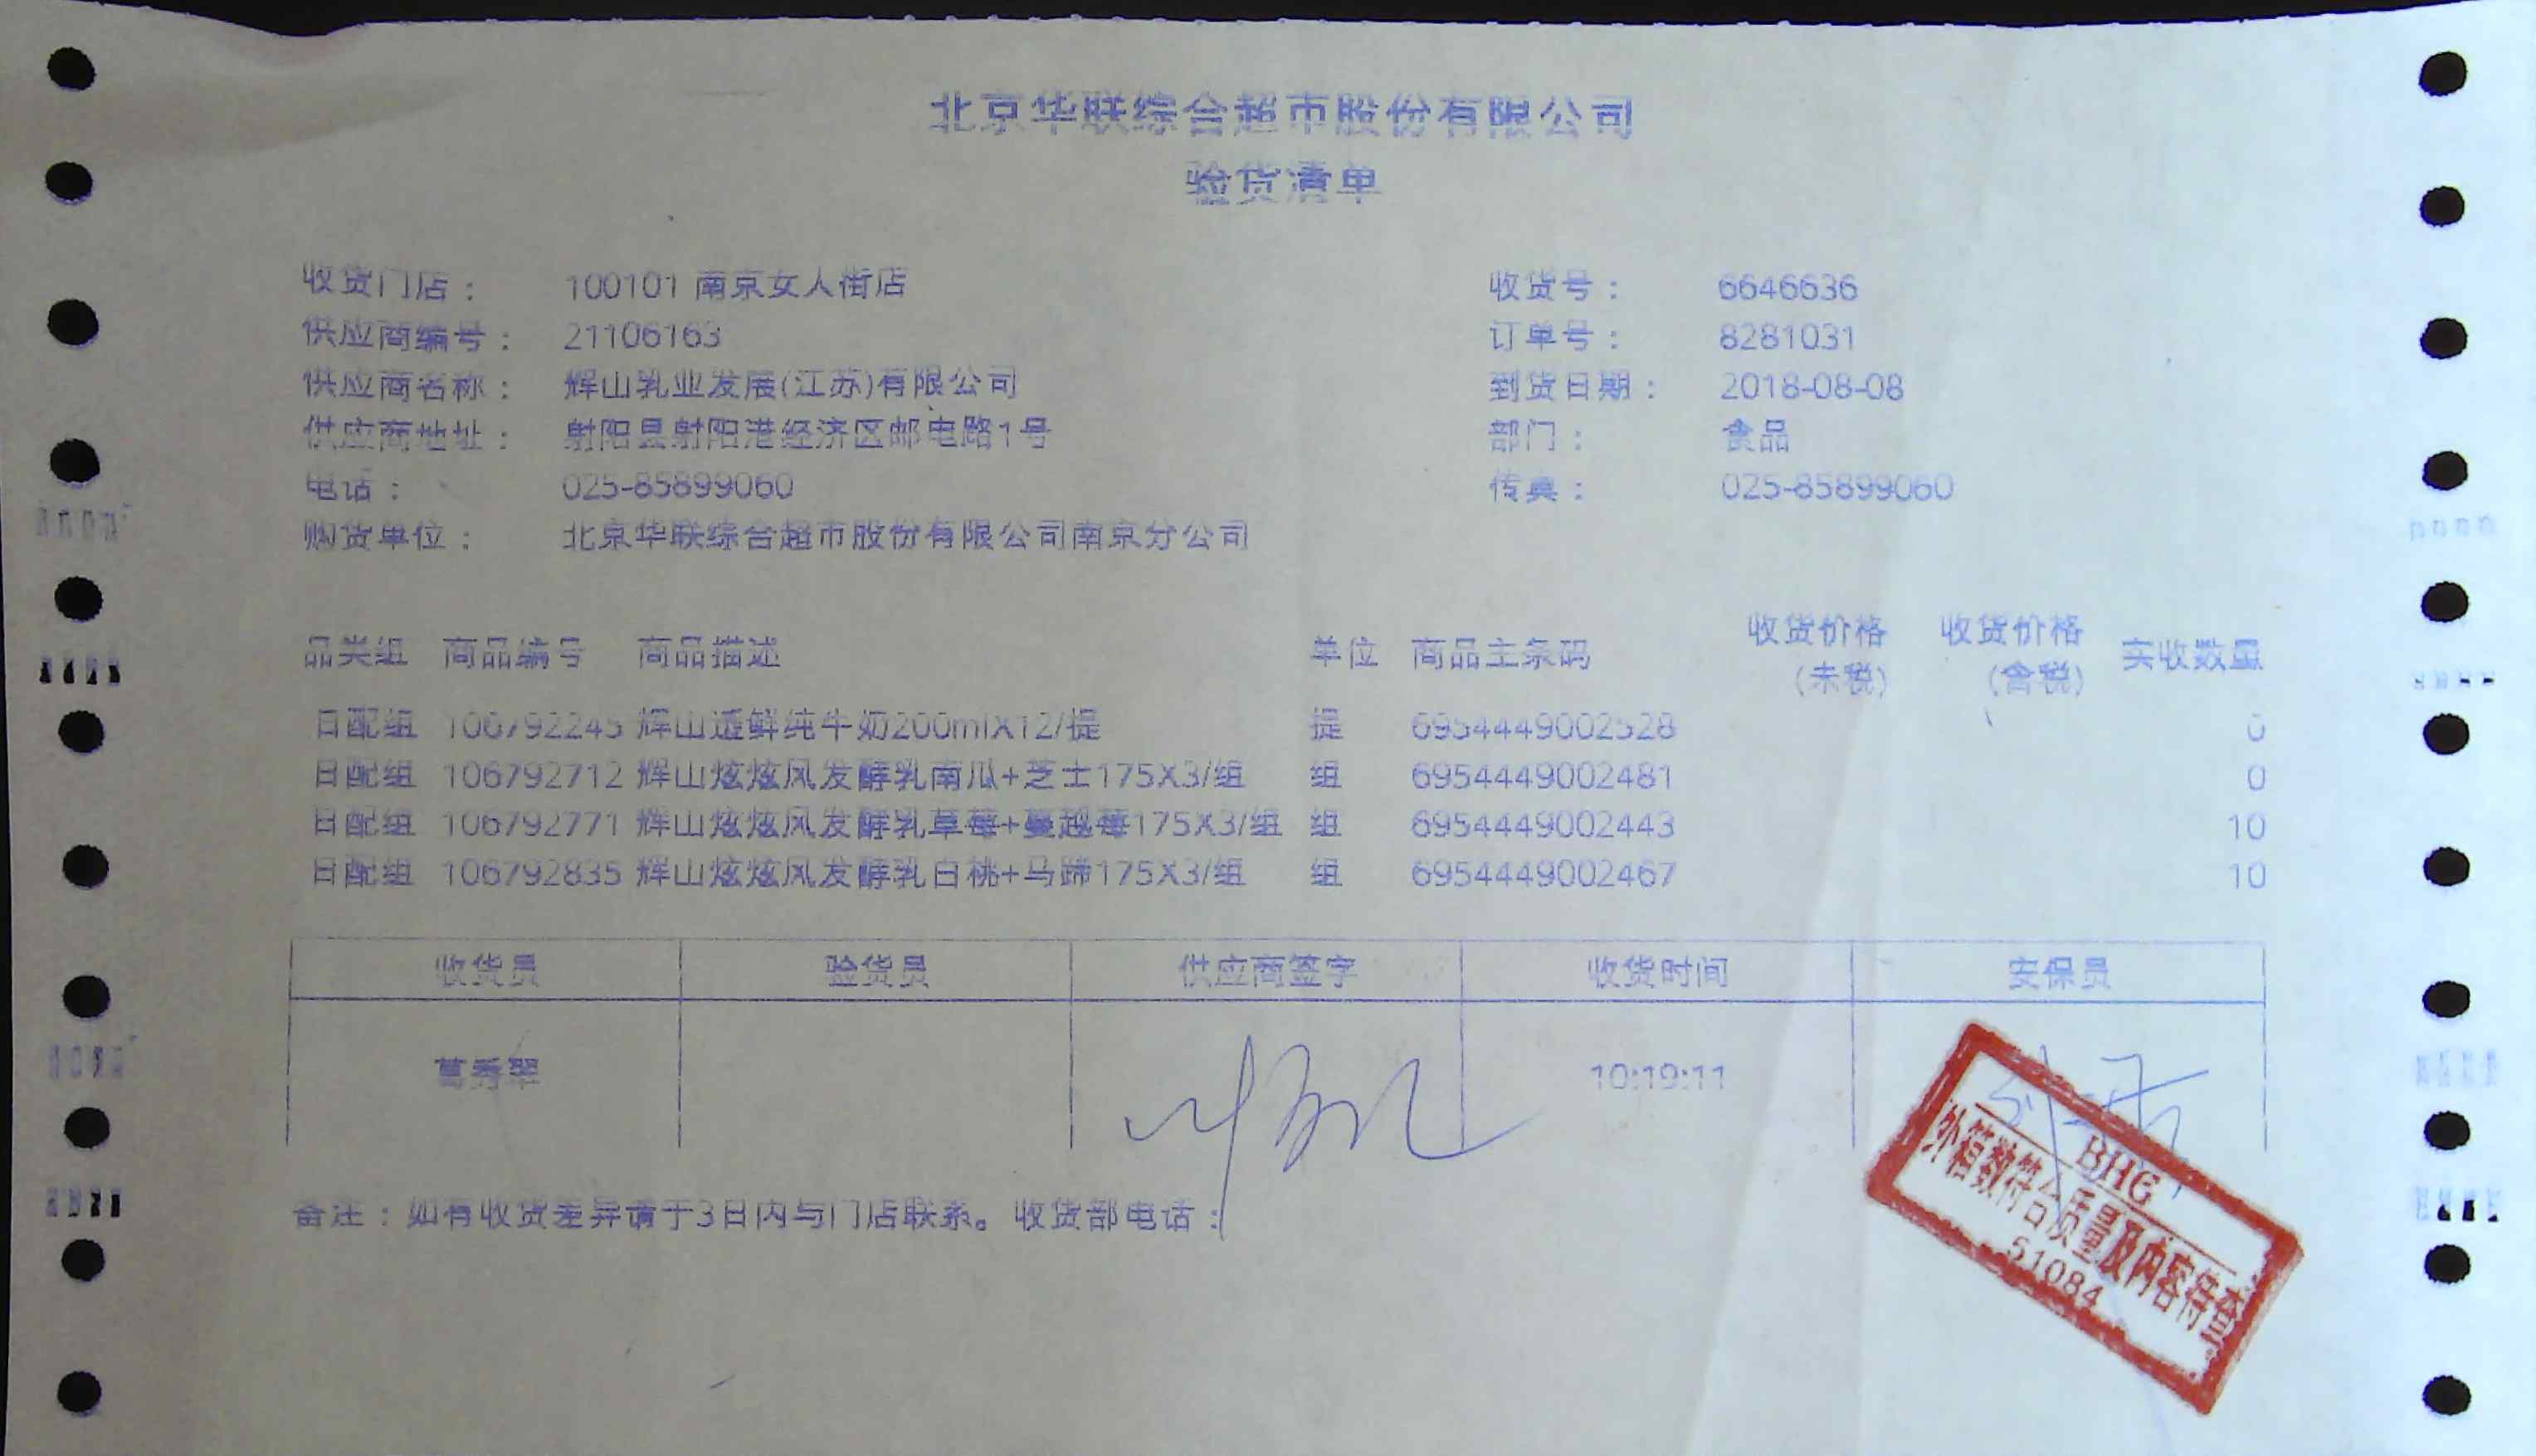 北京华联综合超市股份有限公司
验货清单
收货门店： 100101 南京女人街店 收货号： 6646636
供应商编号： 21106163 订单号： 8281031
供应商名称： 辉山乳业发展(江苏)有限公司 到货日期： 2018-08-08
供应商地址： 射阳县射阳港经济区邮电路1号 部门： 食品
电话： 025-85899060 传真： 025-85899060
购货单位： 北京华联综合超市股份有限公司南京分公司
品类组 商品编号 商品描述 单位 商品主条码 收货价格(未税) 收货价格(含税) 实收数量
日配组 106792245 辉山透鲜纯牛奶200mlX12/提 提 6954449002528 0
日配组 106792712 辉山炫炫风发酵乳南瓜+芝士175X3/组 组 6954449002481 0
日配组 106792771 辉山炫炫风发酵乳草莓+蔓越莓175X3/组 组 6954449002443 10
日配组 106792835 辉山炫炫风发酵乳白桃+马蹄175X3/组 组 6954449002467 10
收货员 验货员 供应商签字 收货时间 安保员
葛秀翠 10:19:11
BHG
外箱数符合质量及内容待查
51084
备注：如有收货差异请于3日内与门店联系。收货部电话：